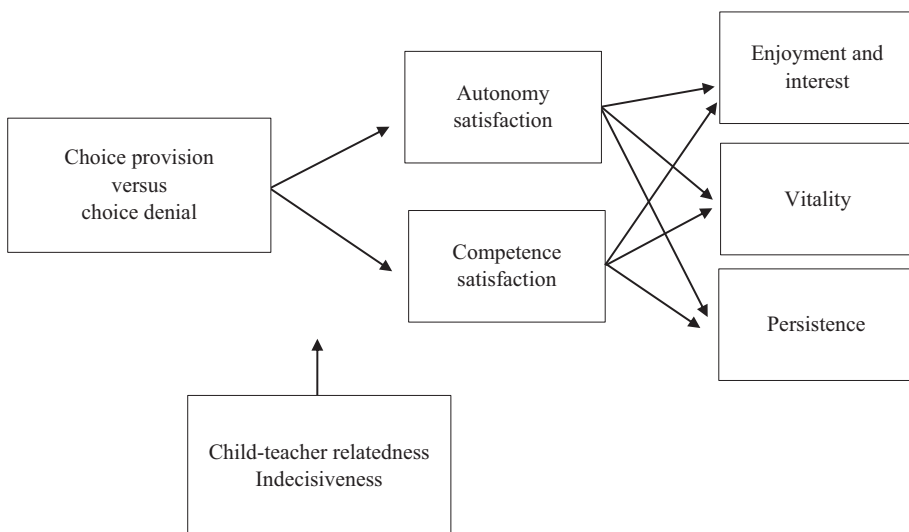 Choice provision
versus
choice denial
Autonomy
satisfaction
Competence
satisfaction
Enjoyment and
interest
Vitality
Persistence
Child-teacher relatedness
Indecisiveness